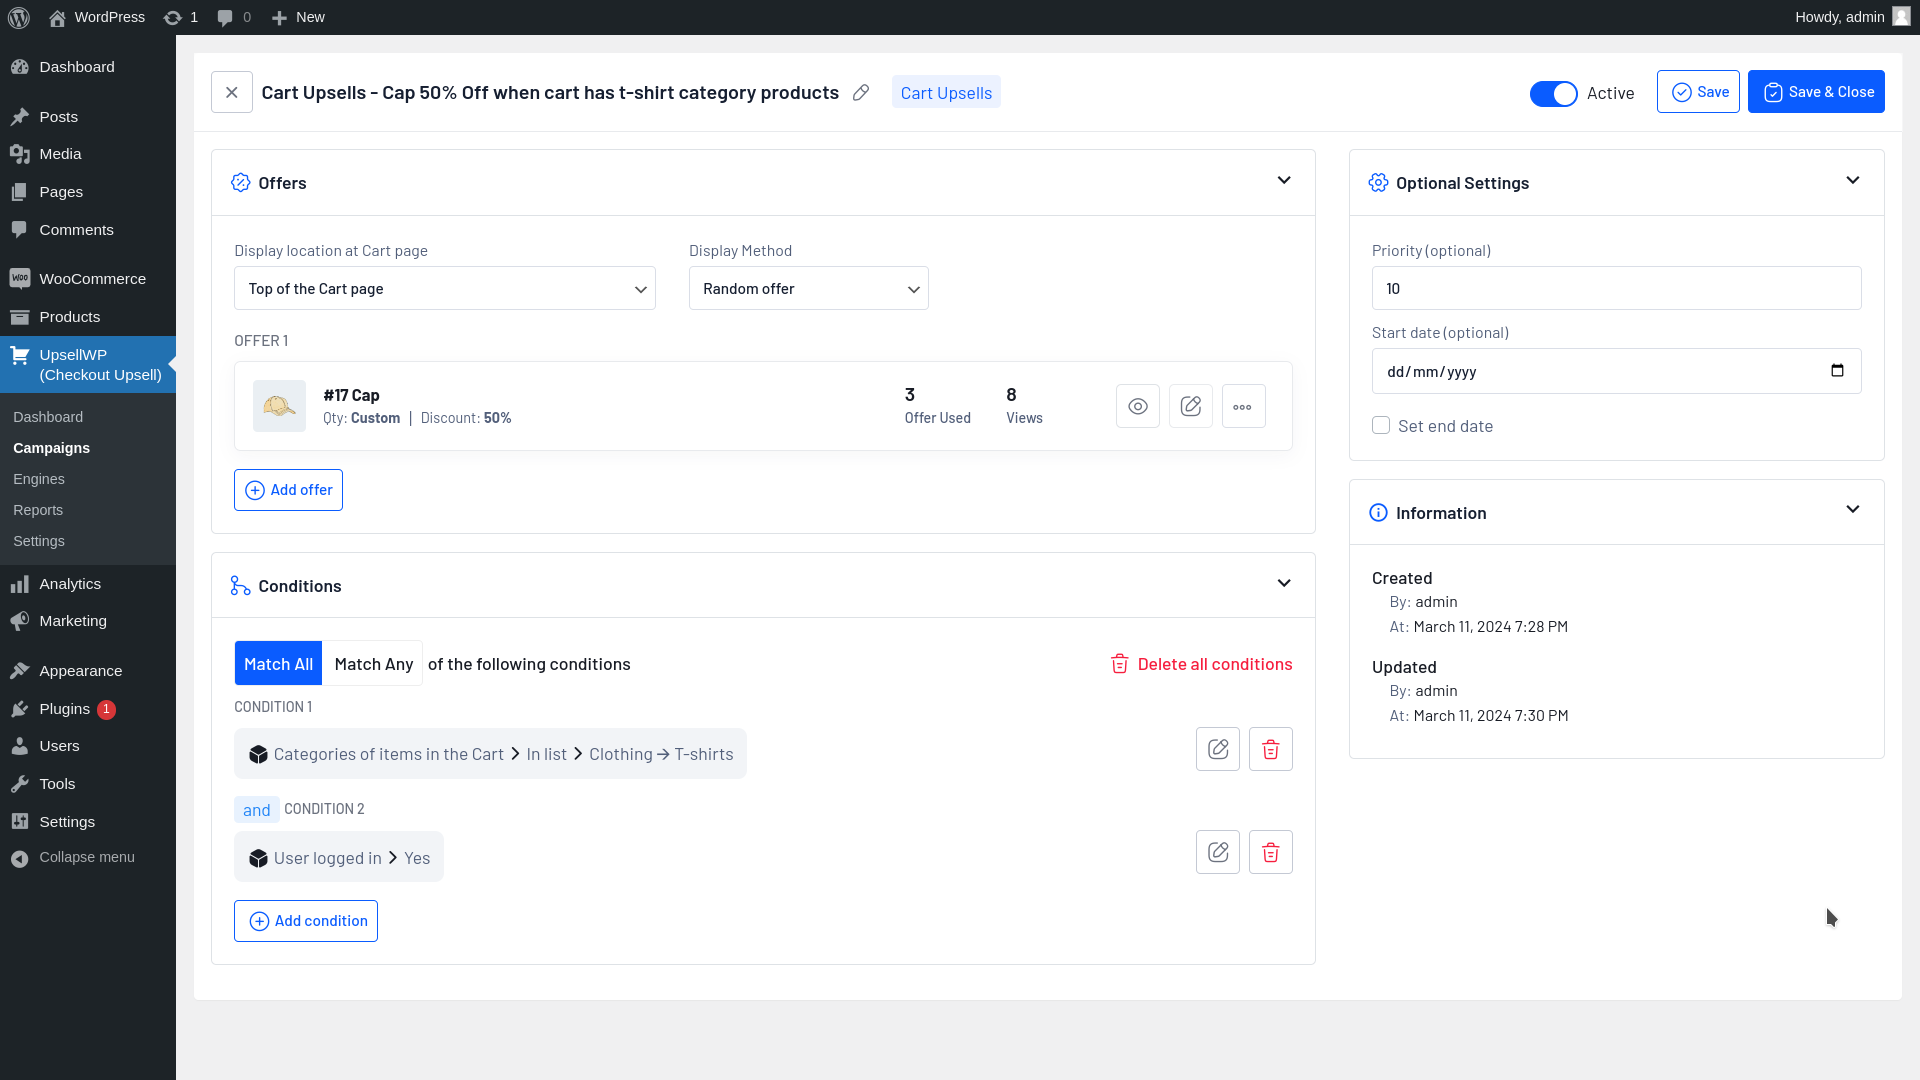 WordPress 1 0 New Howdy, admin
Dashboard
Posts
Media
Pages
Comments
WooCommerce
Products
UpsellWP
(Checkout Upsell)
Dashboard
Campaigns
Engines
Reports
Settings
Analytics
Marketing
Appearance
Plugins 1
Users
Tools
Settings
Collapse menu
Cart Upsells - Cap 50% Off when cart has t-shirt category products Cart Upsells Active Save Save & Close
Offers
Display location at Cart page Display Method
Top of the Cart page Random offer
OFFER 1
#17 Cap 3 8
Qty: Custom | Discount: 50% Offer Used Views
Add offer
Conditions
Match All Match Any of the following conditions Delete all conditions
CONDITION 1
Categories of items in the Cart > In list > Clothing → T-shirts
and CONDITION 2
User logged in > Yes
Add condition
Optional Settings
Priority (optional)
10
Start date (optional)
dd/mm/yyyy
Set end date
Information
Created
By: admin
At: March 11, 2024 7:28 PM
Updated
By: admin
At: March 11, 2024 7:30 PM